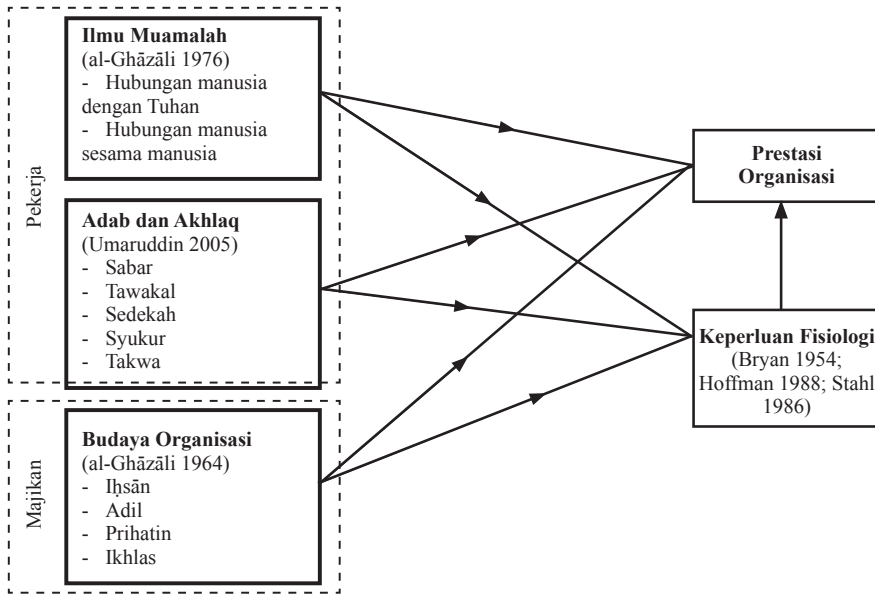 Pekerja
Ilmu Muamalah
(al-Ghāzāli 1976)
- Hubungan manusia
dengan Tuhan
- Hubungan manusia
sesama manusia
Adab dan Akhlaq
(Umaruddin 2005)
- Sabar
- Tawakal
- Sedekah
- Syukur
- Takwa
Majikan
Budaya Organisasi
(al-Ghāzāli 1964)
- Iḥsān
- Adil
- Prihatin
- Ikhlas
Prestasi
Organisasi
Keperluan Fisiologi
(Bryan 1954;
Hoffman 1988; Stahl
1986)